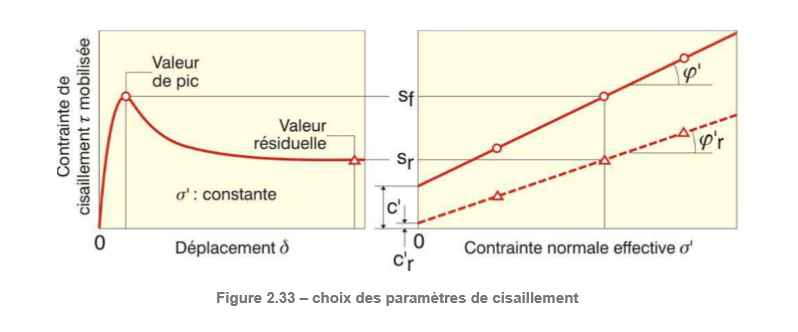 Contrainte de
cisaillement τ mobilisée
Valeur
de pic
Valeur
résiduelle
σ' : constante
0
Déplacement δ
sf
sr
c'
c'r
φ'
φ'r
0
Contrainte normale effective σ'
Figure 2.33 – choix des paramètres de cisaillement